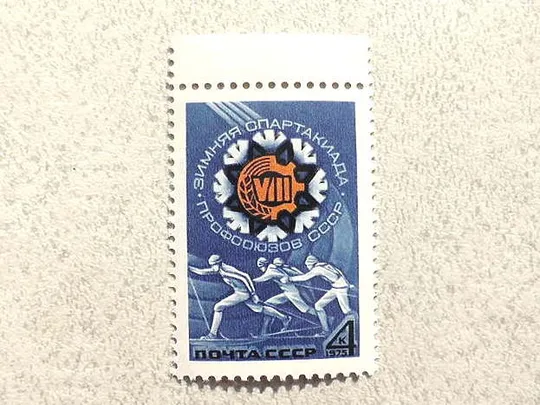 ЗИМНЯЯ СПАРТАКИАДА
VIII
ПРОФСОЮЗОВ СССР
ПОЧТА СССР
4
К
1975